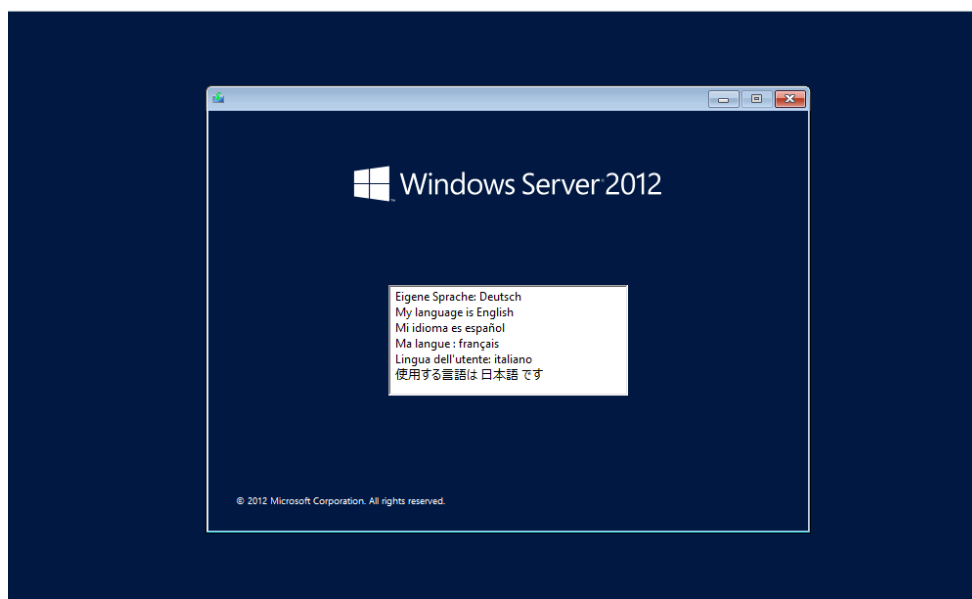 Windows Server 2012
Eigene Sprache: Deutsch
My language is English
Mi idioma es español
Ma langue : français
Lingua dell'utente: italiano
使用する言語は 日本語 です
© 2012 Microsoft Corporation. All rights reserved.